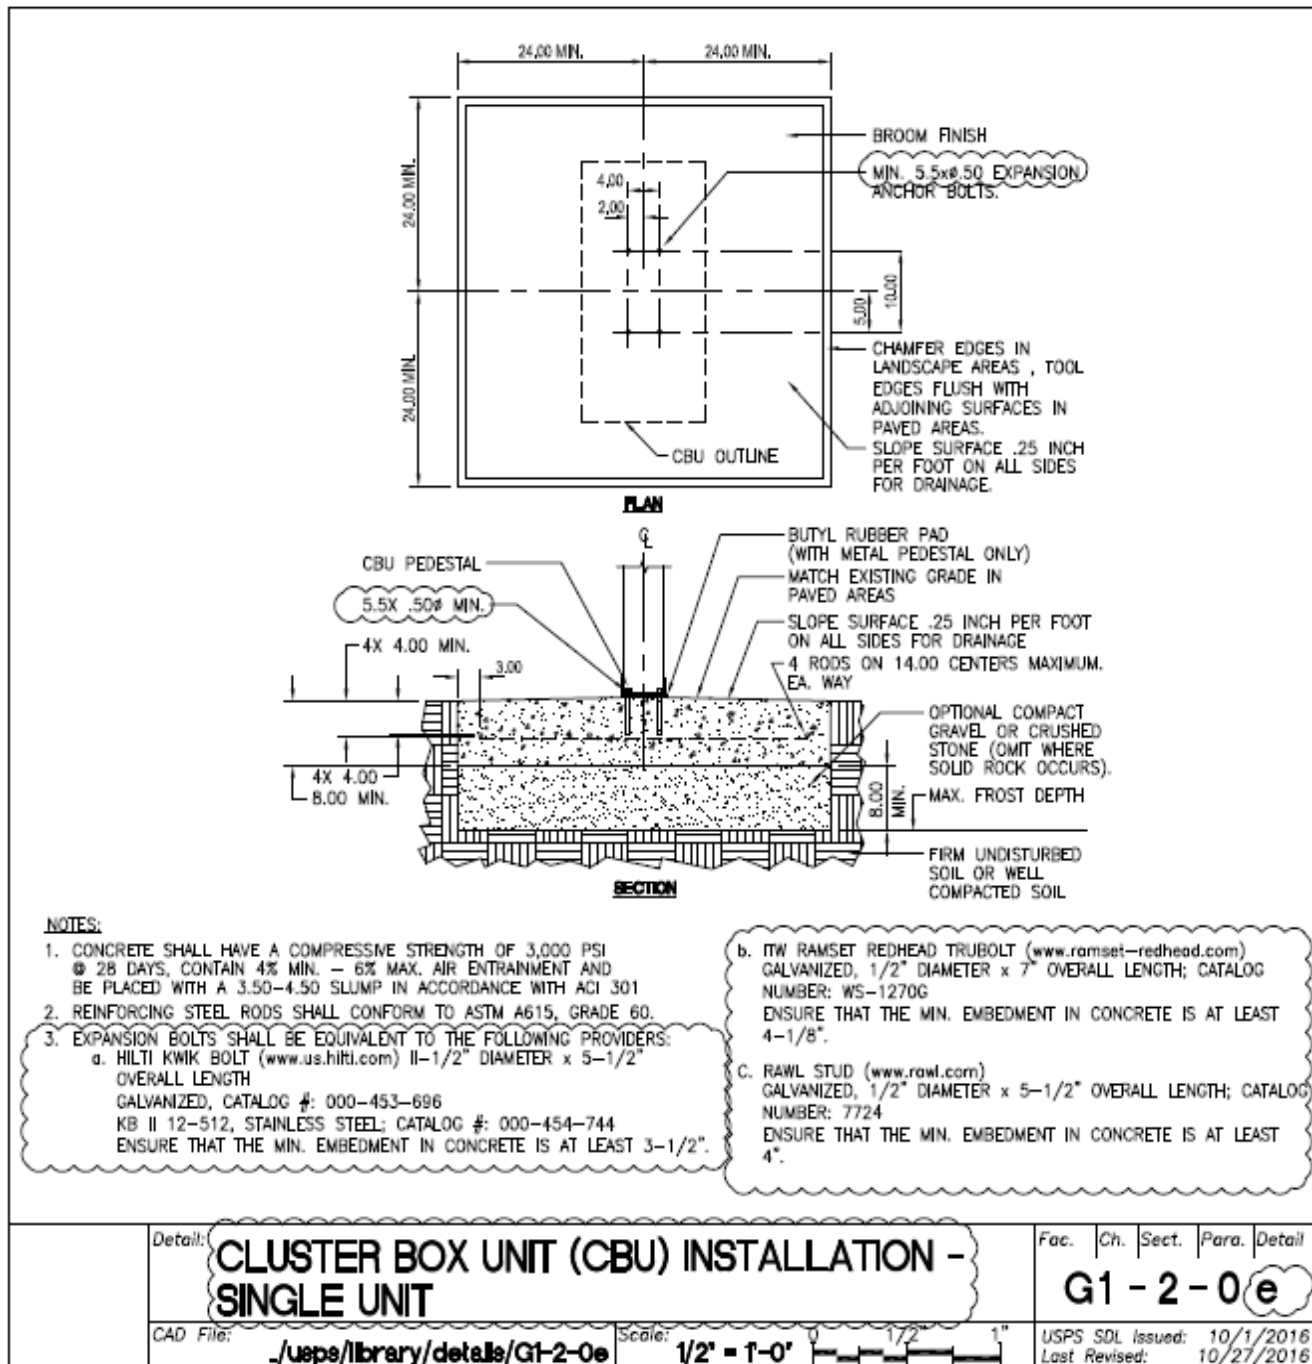 24.00 MIN.
24.00 MIN.
24.00 MIN.
24.00 MIN.
BROOM FINISH
MIN. 5.5xø.50 EXPANSION
ANCHOR BOLTS.
4.00
2.00
10.00
5.00
CHAMFER EDGES IN
LANDSCAPE AREAS , TOOL
EDGES FLUSH WITH
ADJOINING SURFACES IN
PAVED AREAS.
SLOPE SURFACE .25 INCH
PER FOOT ON ALL SIDES
FOR DRAINAGE.
CBU OUTLINE
PLAN
CBU PEDESTAL
5.5X .50ø MIN.
4X 4.00 MIN.
3.00
BUTYL RUBBER PAD
(WITH METAL PEDESTAL ONLY)
MATCH EXISTING GRADE IN
PAVED AREAS
SLOPE SURFACE .25 INCH PER FOOT
ON ALL SIDES FOR DRAINAGE
4 RODS ON 14.00 CENTERS MAXIMUM.
EA. WAY
OPTIONAL COMPACT
GRAVEL OR CRUSHED
STONE (OMIT WHERE
SOLID ROCK OCCURS).
4X 4.00
8.00 MIN.
8.00
MIN.
MAX. FROST DEPTH
FIRM UNDISTURBED
SOIL OR WELL
COMPACTED SOIL
SECTION
NOTES:
1. CONCRETE SHALL HAVE A COMPRESSIVE STRENGTH OF 3,000 PSI
@ 28 DAYS, CONTAIN 4% MIN. – 6% MAX. AIR ENTRAINMENT AND
BE PLACED WITH A 3.50–4.50 SLUMP IN ACCORDANCE WITH ACI 301
2. REINFORCING STEEL RODS SHALL CONFORM TO ASTM A615, GRADE 60.
3. EXPANSION BOLTS SHALL BE EQUIVALENT TO THE FOLLOWING PROVIDERS:
a. HILTI KWIK BOLT (www.us.hilti.com) II–1/2" DIAMETER x 5–1/2"
OVERALL LENGTH
GALVANIZED, CATALOG #: 000–453–696
KB II 12–512, STAINLESS STEEL; CATALOG #: 000–454–744
ENSURE THAT THE MIN. EMBEDMENT IN CONCRETE IS AT LEAST 3–1/2".
b. ITW RAMSET REDHEAD TRUBOLT (www.ramset–redhead.com)
GALVANIZED, 1/2" DIAMETER x 7" OVERALL LENGTH; CATALOG
NUMBER: WS–1270G
ENSURE THAT THE MIN. EMBEDMENT IN CONCRETE IS AT LEAST
4–1/8".
C. RAWL STUD (www.rawl.com)
GALVANIZED, 1/2" DIAMETER x 5–1/2" OVERALL LENGTH; CATALOG
NUMBER: 7724
ENSURE THAT THE MIN. EMBEDMENT IN CONCRETE IS AT LEAST
4".
Detail:
CLUSTER BOX UNIT (CBU) INSTALLATION –
SINGLE UNIT
Fac. Ch. Sect. Para. Detail
G1 - 2 - 0 e
CAD File:
../usps/library/details/G1-2-0e
Scale:
1/2" = 1'-0"
0 1/2" 1"
USPS SDL Issued: 10/1/2016
Last Revised: 10/27/2016